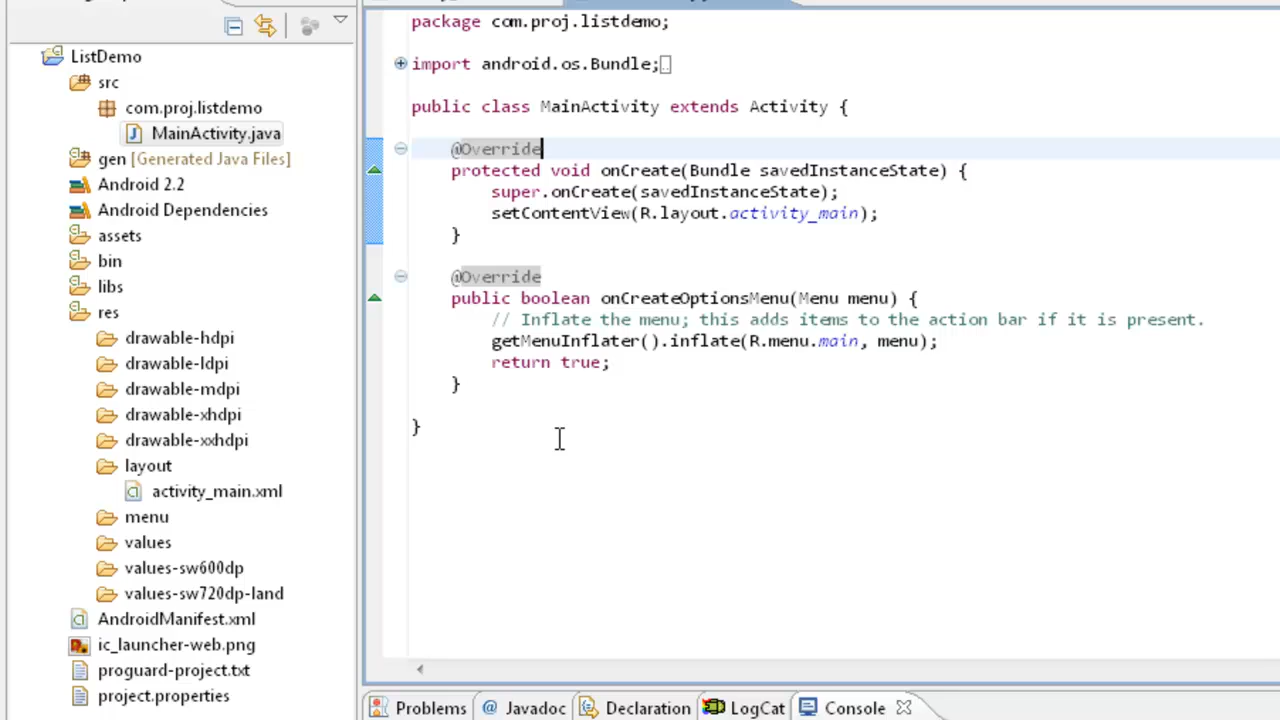 ListDemo
src
com.proj.listdemo
MainActivity.java
gen [Generated Java Files]
Android 2.2
Android Dependencies
assets
bin
libs
res
drawable-hdpi
drawable-ldpi
drawable-mdpi
drawable-xhdpi
drawable-xxhdpi
layout
activity_main.xml
menu
values
values-sw600dp
values-sw720dp-land
AndroidManifest.xml
ic_launcher-web.png
proguard-project.txt
project.properties
package com.proj.listdemo;
import android.os.Bundle;
public class MainActivity extends Activity {
@Override
protected void onCreate(Bundle savedInstanceState) {
super.onCreate(savedInstanceState);
setContentView(R.layout.activity_main);
}
@Override
public boolean onCreateOptionsMenu(Menu menu) {
// Inflate the menu; this adds items to the action bar if it is present.
getMenuInflater().inflate(R.menu.main, menu);
return true;
}
}
Problems @ Javadoc Declaration LogCat Console